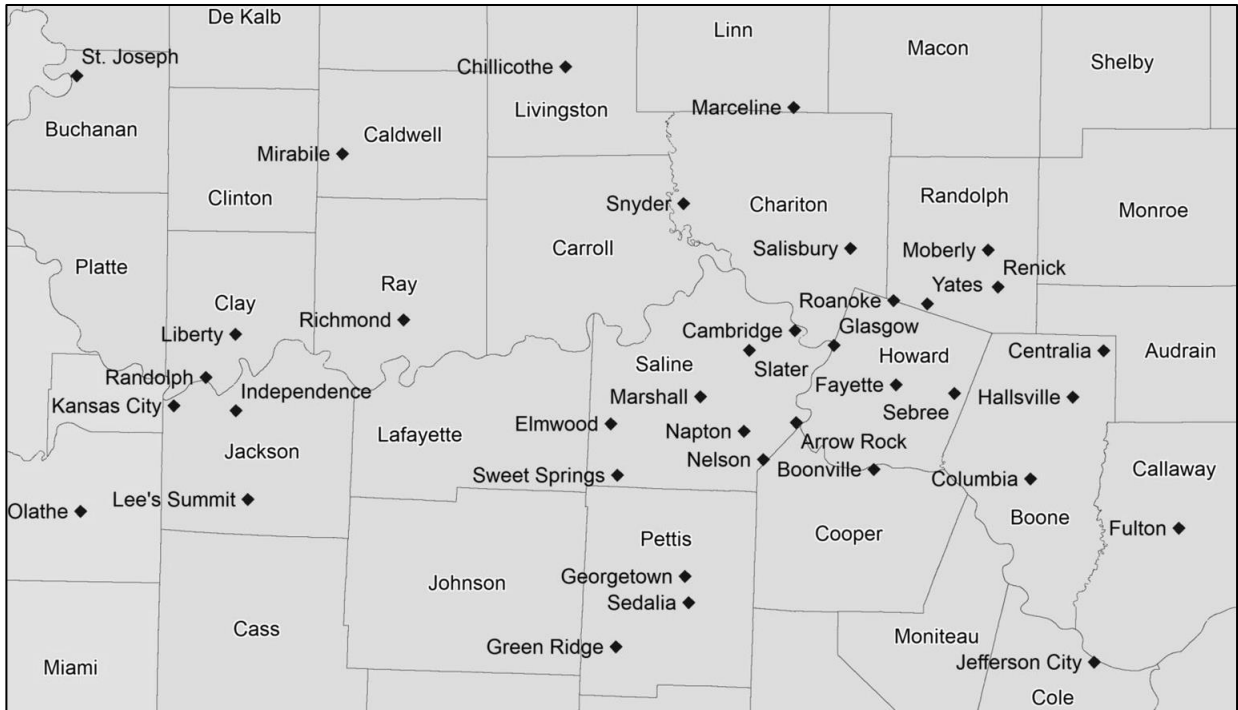 De Kalb
Linn
Macon
St. Joseph
Shelby
Chillicothe
Marceline
Livingston
Buchanan
Caldwell
Mirabile
Clinton
Randolph
Snyder
Chariton
Monroe
Carroll
Salisbury
Moberly
Platte
Renick
Ray
Yates
Clay
Roanoke
Richmond
Glasgow
Cambridge
Liberty
Howard
Centralia
Audrain
Saline
Slater
Randolph
Fayette
Independence
Marshall
Hallsville
Kansas City
Sebree
Elmwood
Napton
Lafayette
Arrow Rock
Jackson
Nelson
Boonville
Callaway
Sweet Springs
Columbia
Lee's Summit
Olathe
Boone
Fulton
Cooper
Pettis
Georgetown
Johnson
Sedalia
Cass
Moniteau
Green Ridge
Jefferson City
Miami
Cole